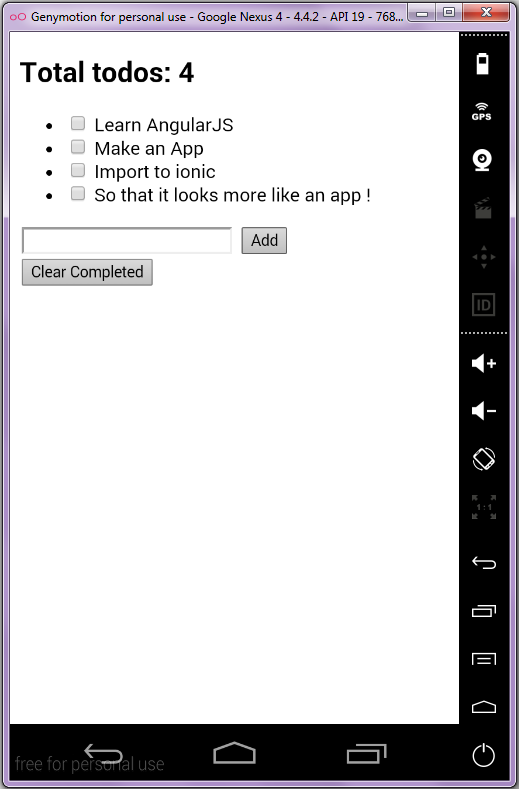 Genymotion for personal use - Google Nexus 4 - 4.4.2 - API 19 - 768...
Total todos: 4
Learn AngularJS
Make an App
Import to ionic
So that it looks more like an app !
Add
Clear Completed
GPS
ID
1:1
free for personal use